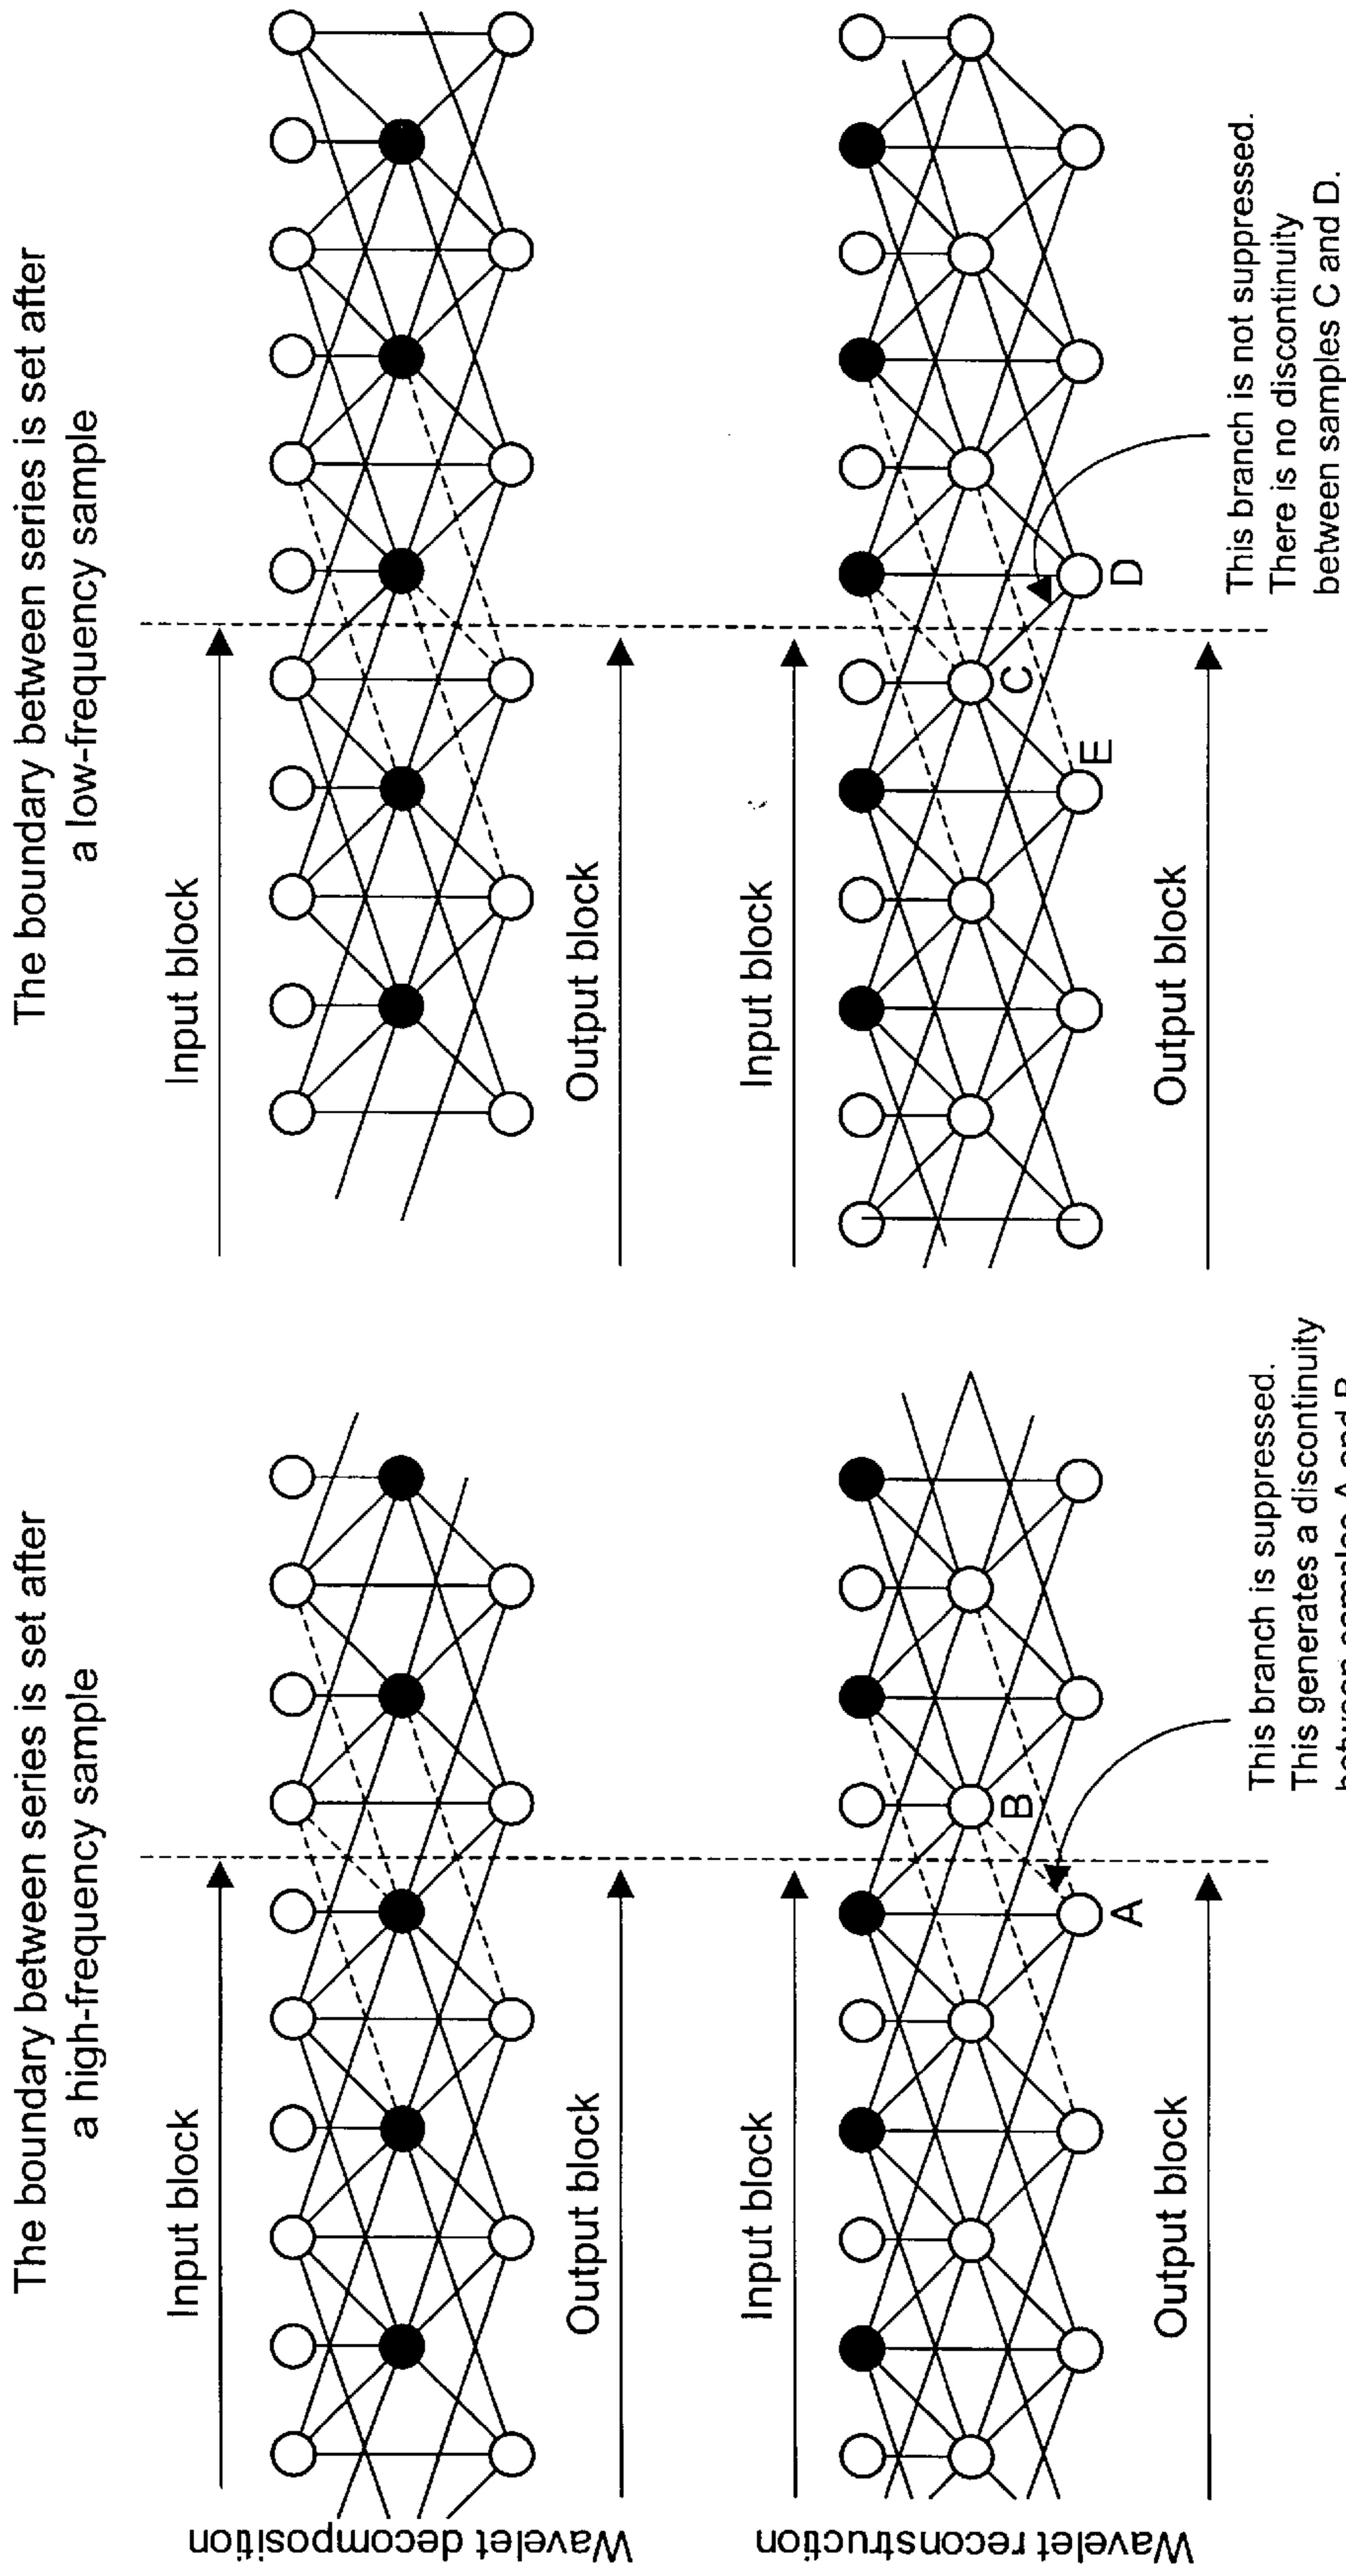 The boundary between series is set after
a high-frequency sample
The boundary between series is set after
a low-frequency sample
Wavelet decomposition
Input block
Output block
Input block
Output block
Wavelet reconstruction
Input block
B
A
Output block
This branch is suppressed.
This generates a discontinuity
Input block
C
E
D
Output block
This branch is not suppressed.
There is no discontinuity
between samples C and D.